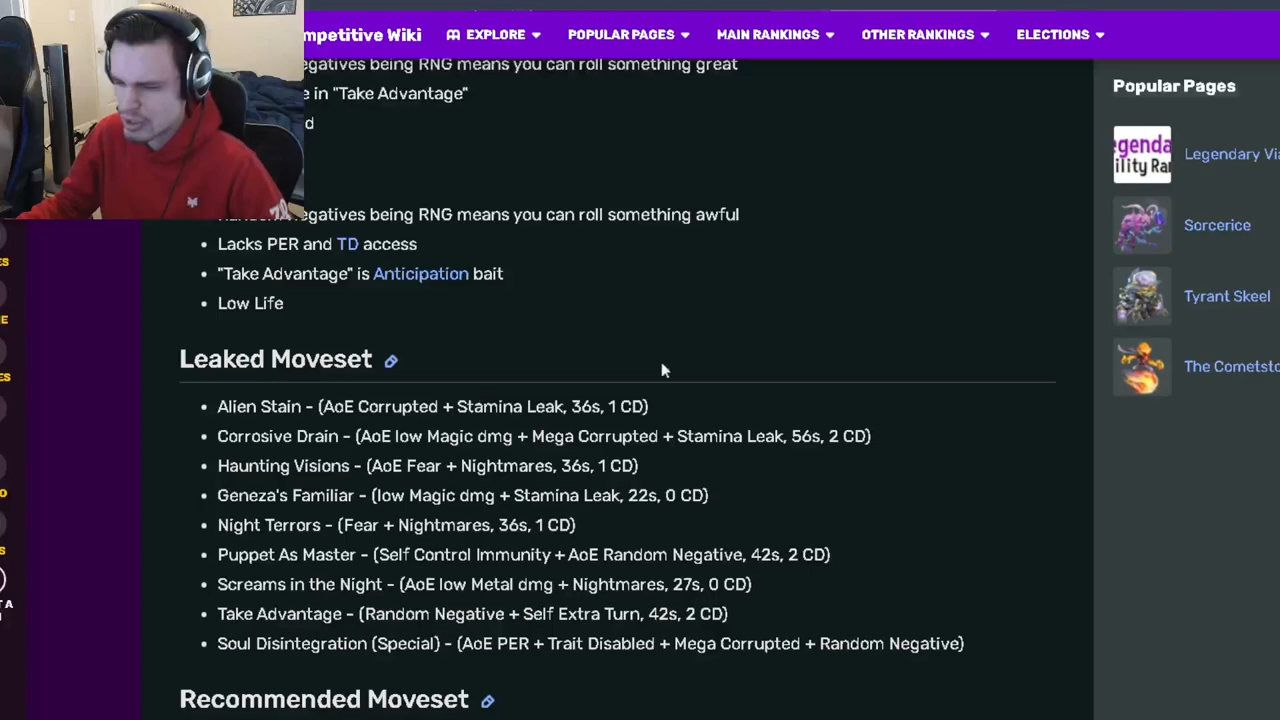 mpetitive Wiki
EXPLORE
POPULAR PAGES
MAIN RANKINGS
OTHER RANKINGS
ELECTIONS
egatives being RNG means you can roll something great
e in "Take Advantage"
d
egatives being RNG means you can roll something awful
• Lacks PER and TD access
• "Take Advantage" is Anticipation bait
• Low Life
Leaked Moveset
• Alien Stain - (AoE Corrupted + Stamina Leak, 36s, 1 CD)
• Corrosive Drain - (AoE low Magic dmg + Mega Corrupted + Stamina Leak, 56s, 2 CD)
• Haunting Visions - (AoE Fear + Nightmares, 36s, 1 CD)
• Geneza's Familiar - (low Magic dmg + Stamina Leak, 22s, 0 CD)
• Night Terrors - (Fear + Nightmares, 36s, 1 CD)
• Puppet As Master - (Self Control Immunity + AoE Random Negative, 42s, 2 CD)
• Screams in the Night - (AoE low Metal dmg + Nightmares, 27s, 0 CD)
• Take Advantage - (Random Negative + Self Extra Turn, 42s, 2 CD)
• Soul Disintegration (Special) - (AoE PER + Trait Disabled + Mega Corrupted + Random Negative)
Recommended Moveset
Popular Pages
egenda
ility Ra
Legendary Via
Sorcerice
Tyrant Skeel
The Cometsto
ES
E
ES
O
S
T A